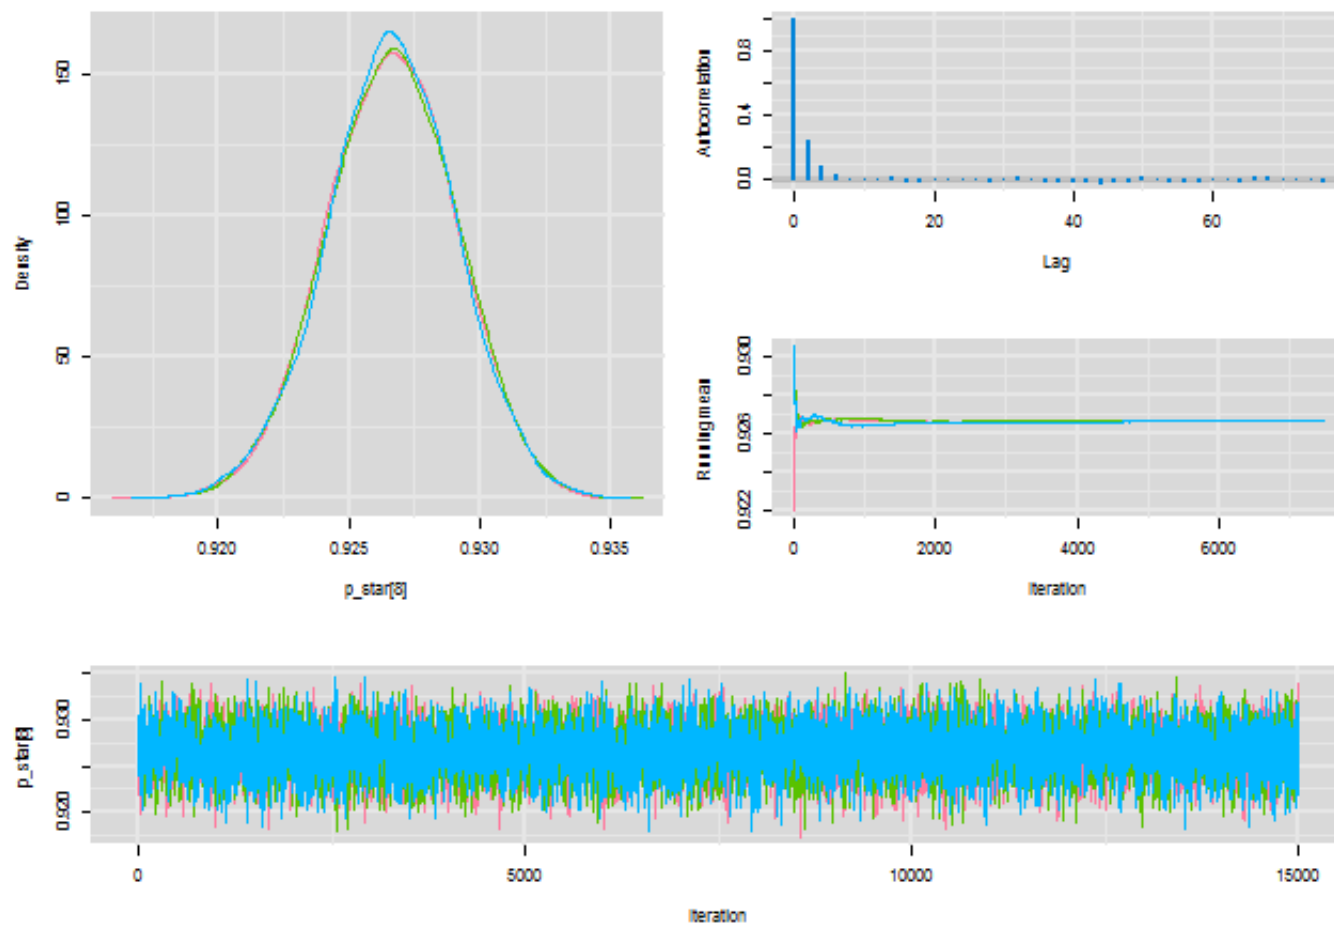 Density
150
100
50
0
0.920 0.925 0.930 0.935
p_star[8]
Autocorrelation
0.8
0.4
0.0
0 20 40 60
Lag
Running mean
0.930
0.926
0.922
0 2000 4000 6000
Iteration
p_star[8]
0.930
0.920
0 5000 10000 15000
Iteration